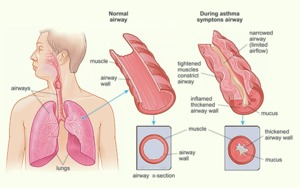 Normal
airway
During asthma
symptons airway
muscle
airway
wall
narrowed
airway
(limited
airflow)
tightened
muscles
constrict
airway
inflamed
thickened
airway wall
mucus
airways
lungs
muscle
airway
wall
thickened
airway wall
mucus
airway x-section